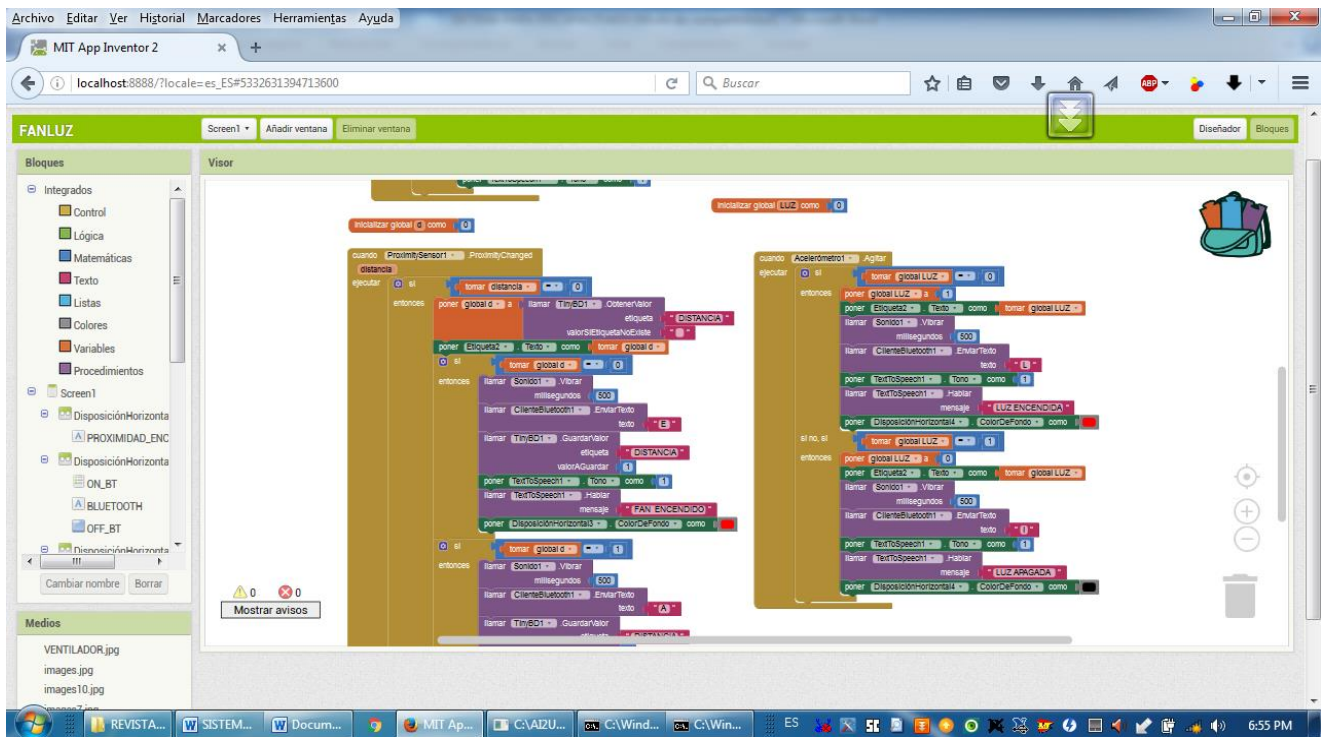 Archivo Editar Ver Historial Marcadores Herramientas Ayuda
MIT App Inventor 2
localhost:8888/?locale=es_ES#5332631394713600
Buscar
ABP
FANLUZ
Screen1
Añadir ventana
Eliminar ventana
Diseñador
Bloques
Bloques
Visor
Integrados
Control
Lógica
Matemáticas
Texto
Listas
Colores
Variables
Procedimientos
Screen1
DisposiciónHorizonta
PROXIMIDAD_ENC
DisposiciónHorizonta
ON_BT
BLUETOOTH
OFF_BT
DisposiciónHorizonta
Cambiar nombre
Borrar
Medios
VENTILADOR.jpg
images.jpg
images10.jpg
inicializar global d como 0
cuando ProximitySensor1 .ProximityChanged
distancia
ejecutar si tomar distancia = 0
entonces poner global d a llamar TinyBD1 .ObtenerValor
etiqueta " DISTANCIA "
valorSiEtiquetaNoExiste " "
poner Etiqueta2 . Texto como tomar global d
si tomar global d = 0
entonces llamar Sonido1 .Vibrar
milisegundos 500
llamar ClienteBluetooth1 .EnviarTexto
texto " E "
llamar TinyBD1 .GuardarValor
etiqueta " DISTANCIA "
valorAGuardar 1
poner TextToSpeech1 . Tono como 1
llamar TextToSpeech1 .Hablar
mensaje " FAN ENCENDIDO "
poner DisposiciónHorizontal3 . ColorDeFondo como
si tomar global d = 1
entonces llamar Sonido1 .Vibrar
milisegundos 500
llamar ClienteBluetooth1 .EnviarTexto
texto " A "
llamar TinyBD1 .GuardarValor
inicializar global LUZ como 0
cuando Acelerómetro1 .Agitar
ejecutar si tomar global LUZ = 0
entonces poner global LUZ a 1
poner Etiqueta2 . Texto como tomar global LUZ
llamar Sonido1 .Vibrar
milisegundos 500
llamar ClienteBluetooth1 .EnviarTexto
texto " L "
poner TextToSpeech1 . Tono como 1
llamar TextToSpeech1 .Hablar
mensaje " LUZ ENCENDIDA "
poner DisposiciónHorizontal4 . ColorDeFondo como
si no, si tomar global LUZ = 1
entonces poner global LUZ a 0
poner Etiqueta2 . Texto como tomar global LUZ
llamar Sonido1 .Vibrar
milisegundos 500
llamar ClienteBluetooth1 .EnviarTexto
texto
poner TextToSpeech1 . Tono como 1
llamar TextToSpeech1 .Hablar
mensaje " LUZ APAGADA "
poner DisposiciónHorizontal4 . ColorDeFondo como
0 0
Mostrar avisos
REVISTA...
SISTEM...
Docum...
MIT Ap...
C:\AI2U...
C:\Wind...
C:\Win...
ES
6:55 PM